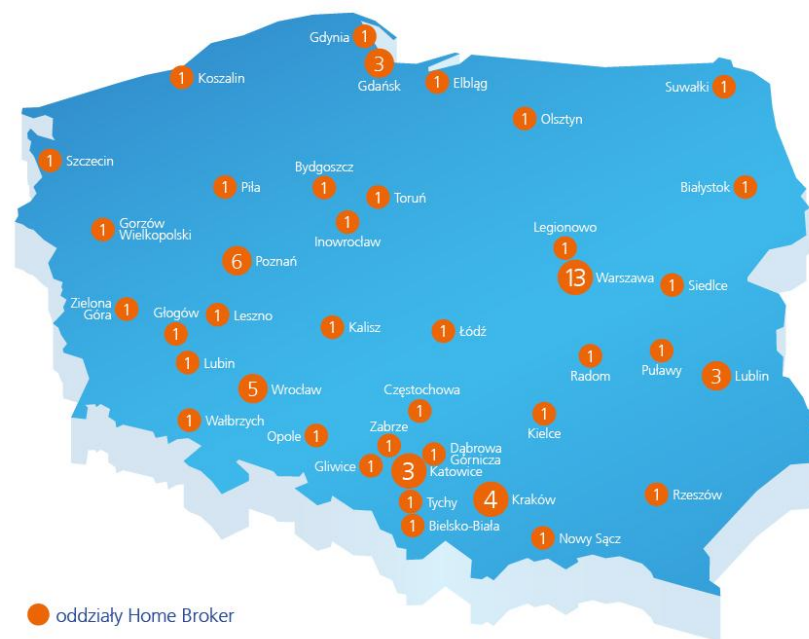 Gdynia 1
3
Gdańsk
1 Koszalin
1 Elbląg
Suwałki 1
1
Olsztyn
1 Szczecin
Bydgoszcz
1
1 Piła
1 Toruń
Białystok 1
1
Inowrocław
1 Gorzów
Wielkopolski
Legionowo
1
6 Poznań
13 Warszawa
1 Siedlce
Zielona
Góra 1
Głogów
1
1 Leszno
1 Kalisz
1 Łódź
1 Lubin
1
Radom
1
Puławy
3 Lublin
5 Wrocław
Częstochowa
1
1
Kielce
1 Wałbrzych
Opole 1
Zabrze
1
1 Dąbrowa
Górnicza
Gliwice 1
3 Katowice
4 Kraków
1 Rzeszów
1 Tychy
1 Bielsko-Biała
1 Nowy Sącz
oddziały Home Broker